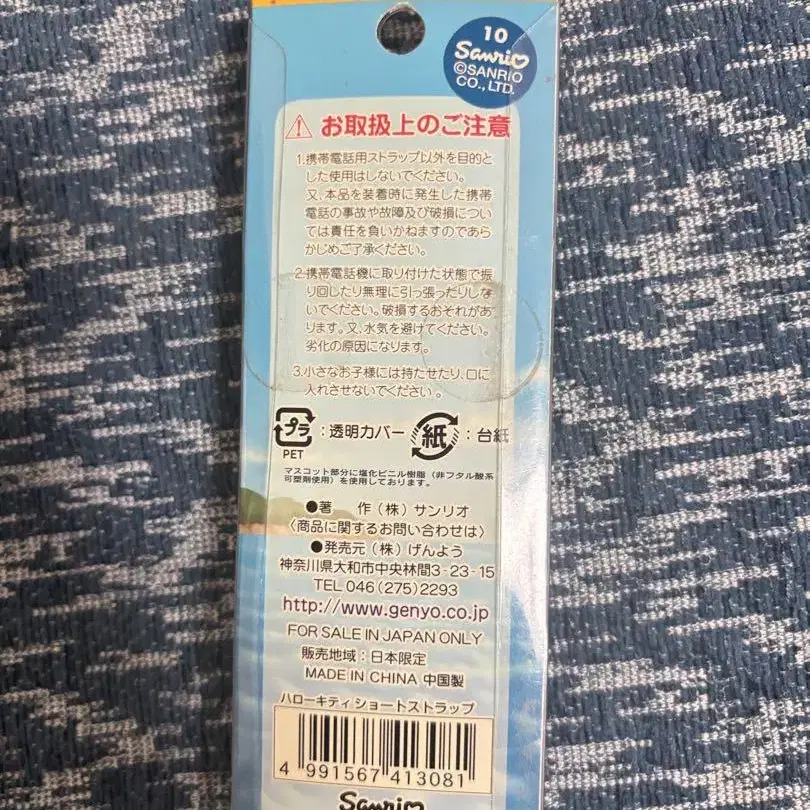 10
Sanrio
©SANRIO
CO., LTD.
お取扱上のご注意
1.携帯電話用ストラップ以外を目的と
した使用はしないでください。
又、本品を装着時に発生した携帯
電話の事故や故障及び破損につい
ては責任を負いかねますのであら
かじめご了承ください。
2.携帯電話機に取り付けた状態で振
り回したり無理に引っ張ったりしな
いでください。破損するおそれがあ
ります。又、水気を避けてください。
劣化の原因になります。
3.小さなお子様には持たせたり、口に
入れさせないでください。
プラ:透明カバー 紙:台紙
PET
マスコット部分に塩化ビニル樹脂(非フタル酸系
可塑剤使用)を使用しております。
●著 作(株)サンリオ
〈商品に関するお問い合わせは〉
●発売元(株)げんよう
神奈川県大和市中央林間3-23-15
TEL 046(275)2293
http://www.genyo.co.jp
FOR SALE IN JAPAN ONLY
販売地域:日本限定
MADE IN CHINA 中国製
ハローキティ ショートストラップ
4 991567 413081
Sanrio